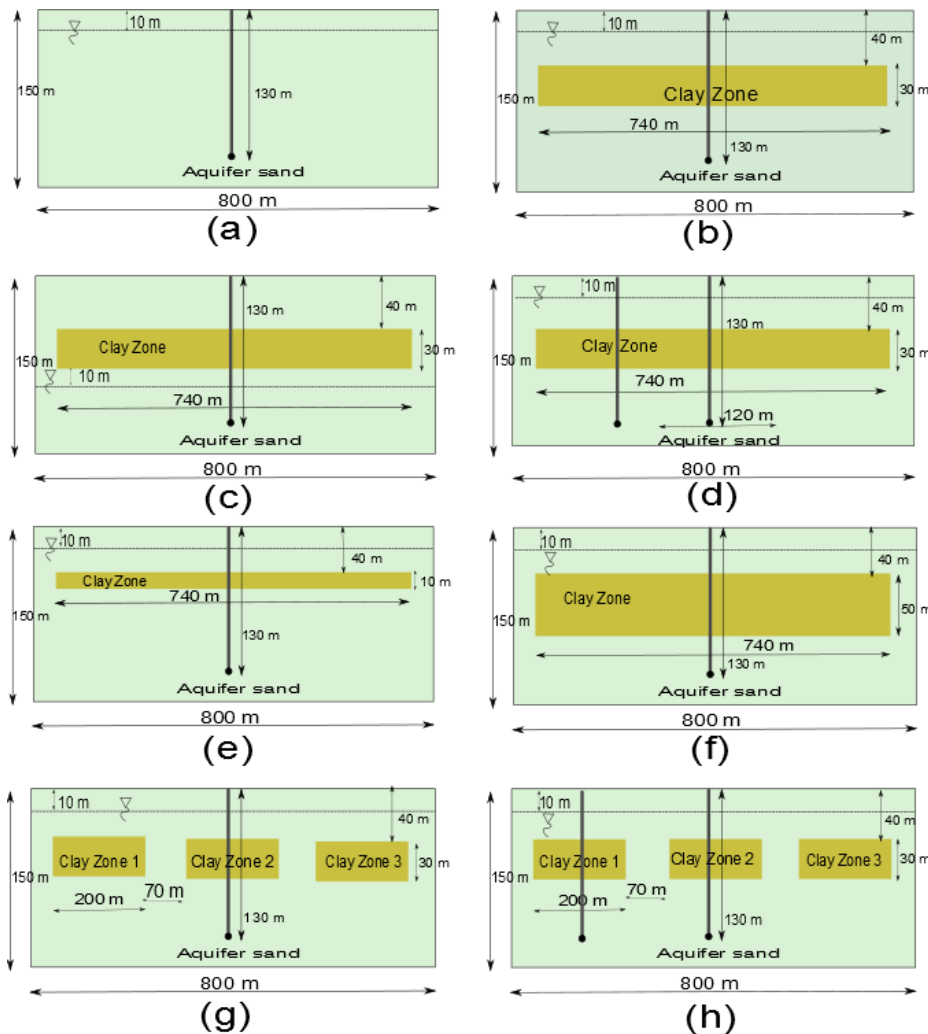 10 m
150 m
130 m
Aquifer sand
800 m
(a)
10 m
40 m
150 m
Clay Zone
30 m
740 m
130 m
Aquifer sand
800 m
(b)
130 m
40 m
Clay Zone
30 m
150 m
10 m
740 m
Aquifer sand
800 m
(c)
10 m
40 m
130 m
Clay Zone
30 m
150 m
740 m
120 m
Aquifer sand
800 m
(d)
10 m
40 m
Clay Zone
10 m
740 m
150 m
130 m
Aquifer sand
800 m
(e)
10 m
40 m
Clay Zone
50 m
150 m
740 m
130 m
Aquifer sand
800 m
(f)
10 m
40 m
Clay Zone 1
Clay Zone 2
Clay Zone 3
30 m
150 m
70 m
200 m
130 m
Aquifer sand
800 m
(g)
10 m
40 m
Clay Zone 1
Clay Zone 2
Clay Zone 3
30 m
150 m
70 m
200 m
130 m
Aquifer sand
800 m
(h)